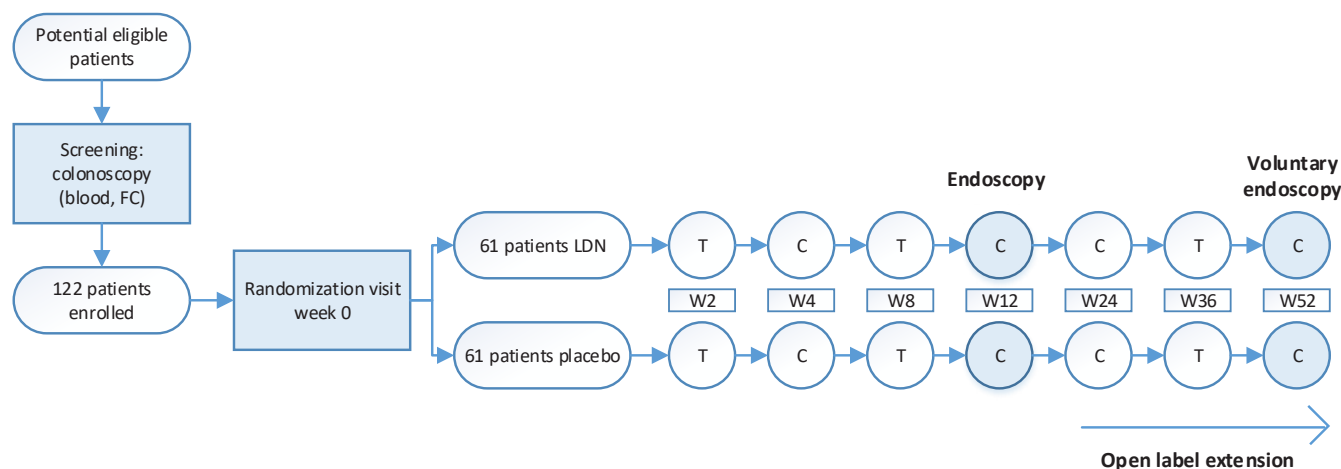 Potential eligible
patients
Screening:
colonoscopy
(blood, FC)
122 patients
enrolled
Randomization visit
week 0
61 patients LDN
61 patients placebo
Endoscopy
Voluntary
endoscopy
T
C
T
C
C
T
C
W2
W4
W8
W12
W24
W36
W52
T
C
T
C
C
T
C
Open label extension